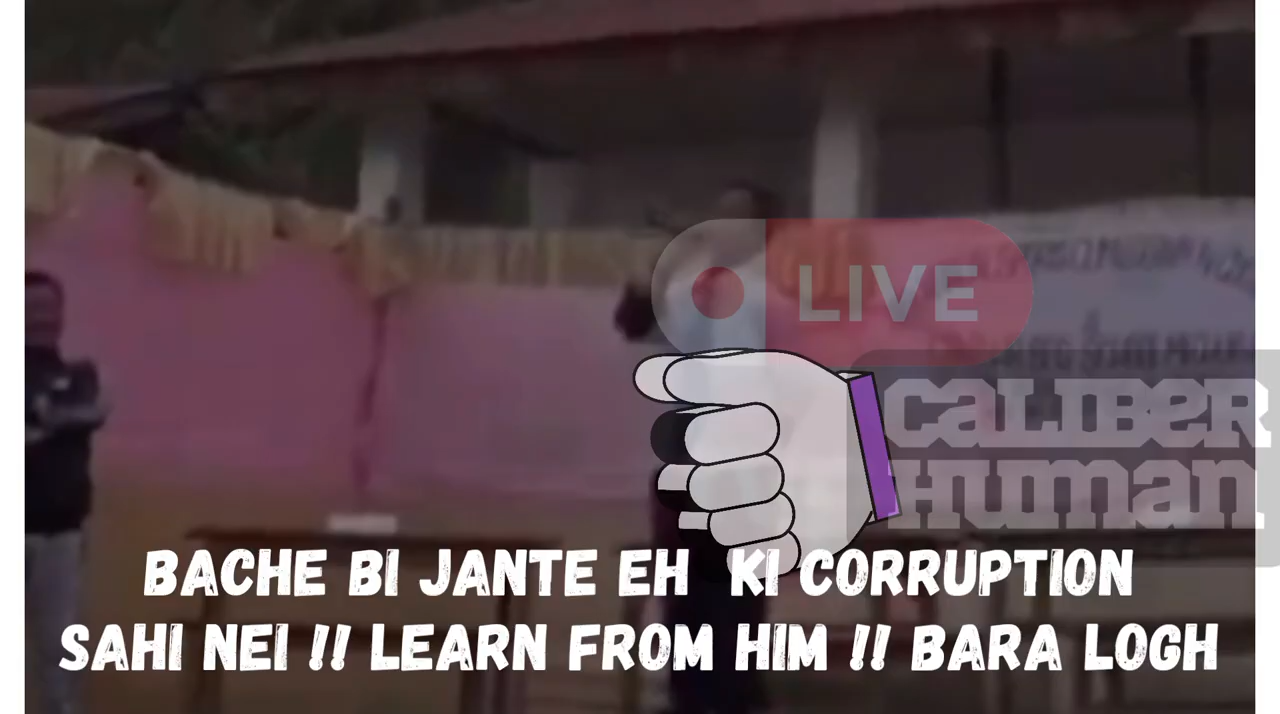 LIVE
CALIBER
HUMAN
BACHE BI JANTE EH KI CORRUPTION
SAHI NEI !! LEARN FROM HIM !! BARA LOGH